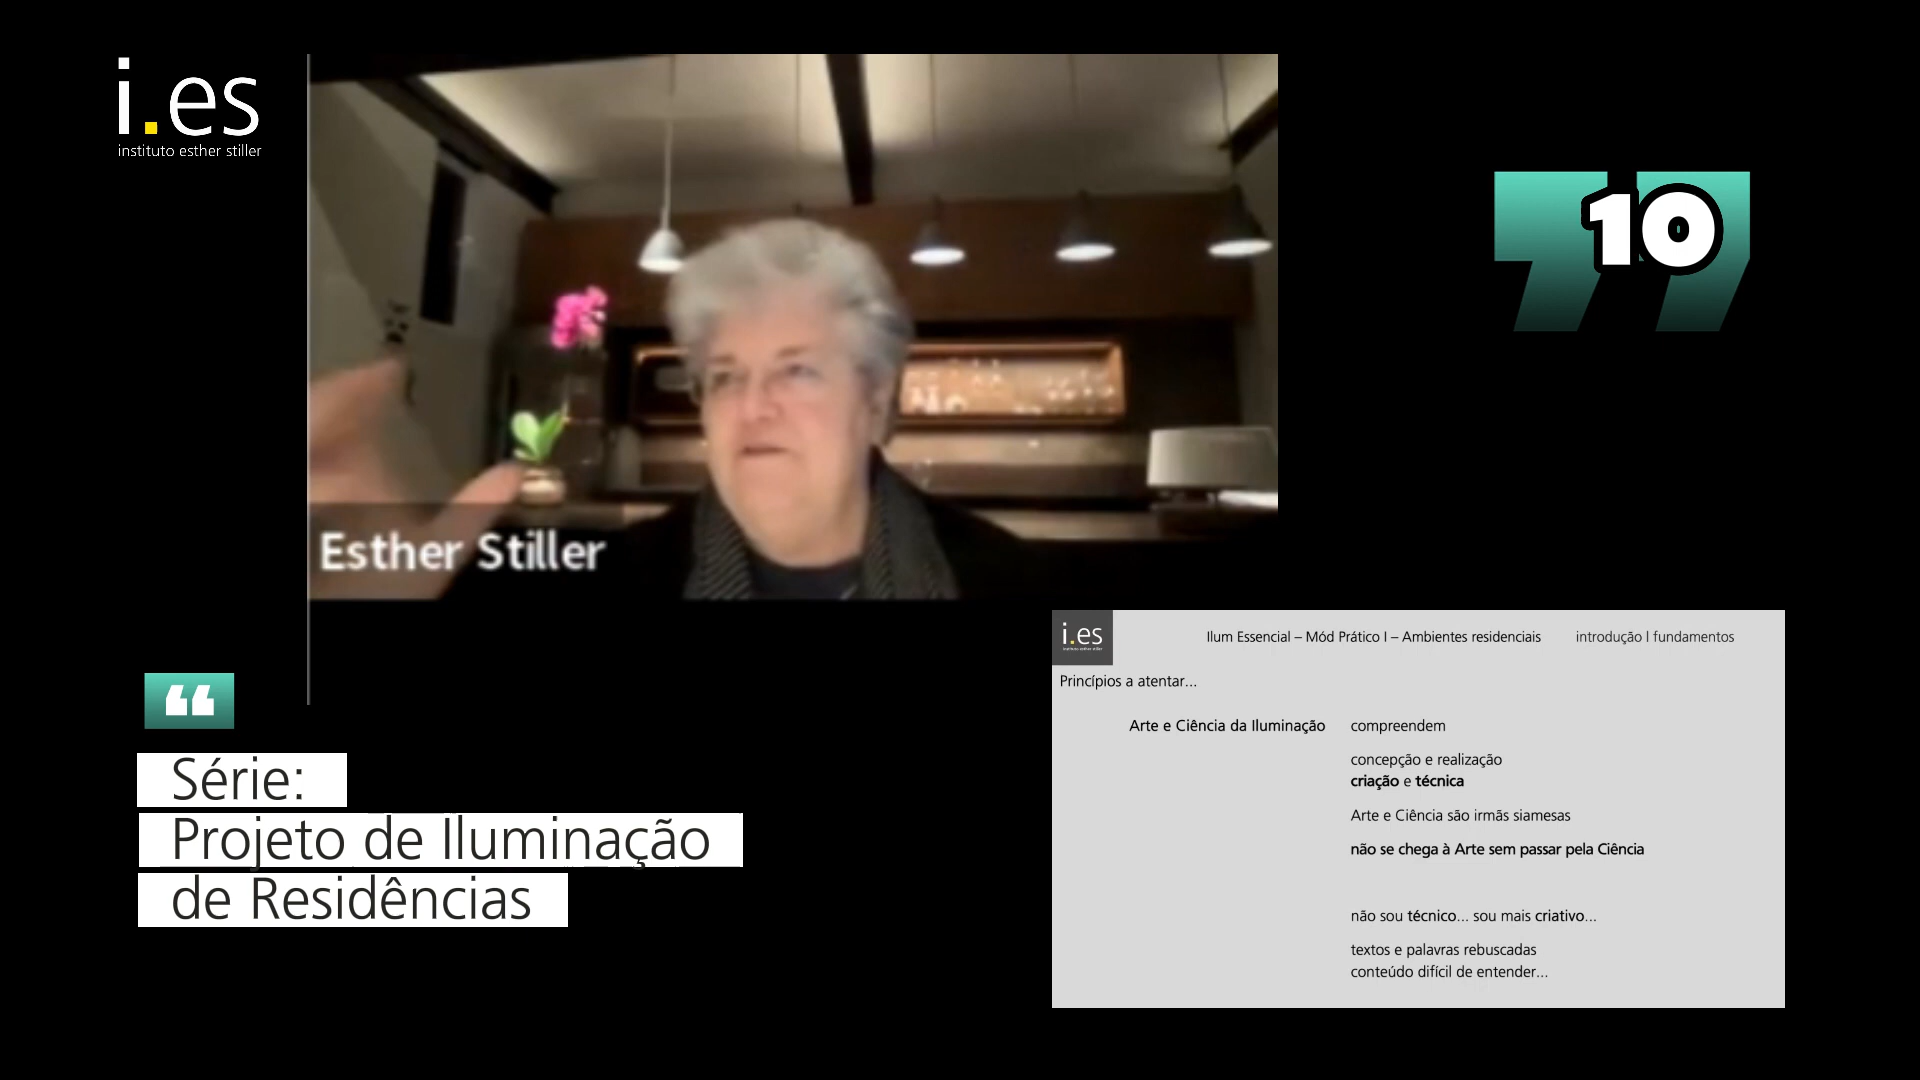 i.es
instituto esther stiller
10
Esther Stiller
Série:
Projeto de Iluminação
de Residências
i.es
Ilum Essencial – Mód Prático I – Ambientes residenciais introdução l fundamentos
Princípios a atentar...
Arte e Ciência da Iluminação compreendem
concepção e realização
criação e técnica
Arte e Ciência são irmãs siamesas
não se chega à Arte sem passar pela Ciência
não sou técnico... sou mais criativo...
textos e palavras rebuscadas
conteúdo difícil de entender...